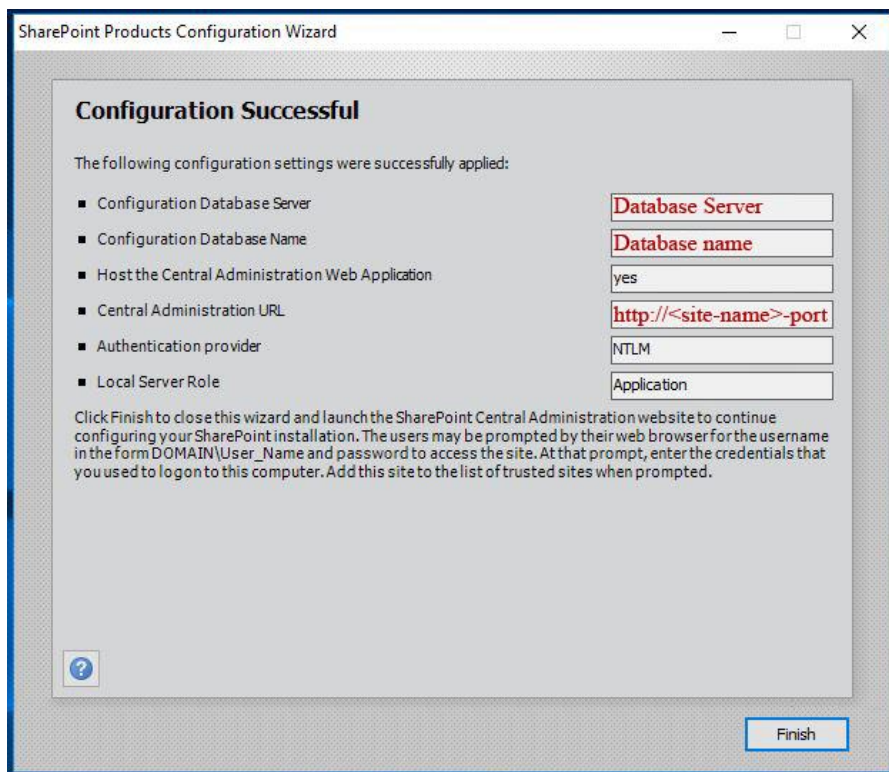 SharePoint Products Configuration Wizard
Configuration Successful
The following configuration settings were successfully applied:
Configuration Database Server Database Server
Configuration Database Name Database name
Host the Central Administration Web Application yes
Central Administration URL http://<site-name>-port
Authentication provider NTLM
Local Server Role Application
Click Finish to close this wizard and launch the SharePoint Central Administration website to continue
configuring your SharePoint installation. The users may be prompted by their web browser for the username
in the form DOMAIN\User_Name and password to access the site. At that prompt, enter the credentials that
you used to logon to this computer. Add this site to the list of trusted sites when prompted.
?
Finish